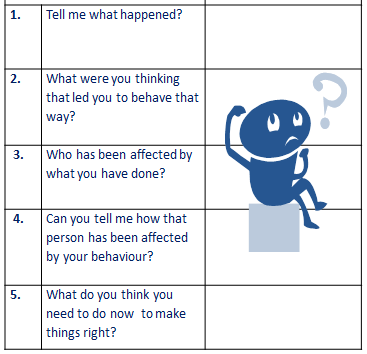 1. Tell me what happened?
2. What were you thinking
that led you to behave that
way?
3. Who has been affected by
what you have done?
4. Can you tell me how that
person has been affected
by your behaviour?
5. What do you think you
need to do now to make
things right?
?